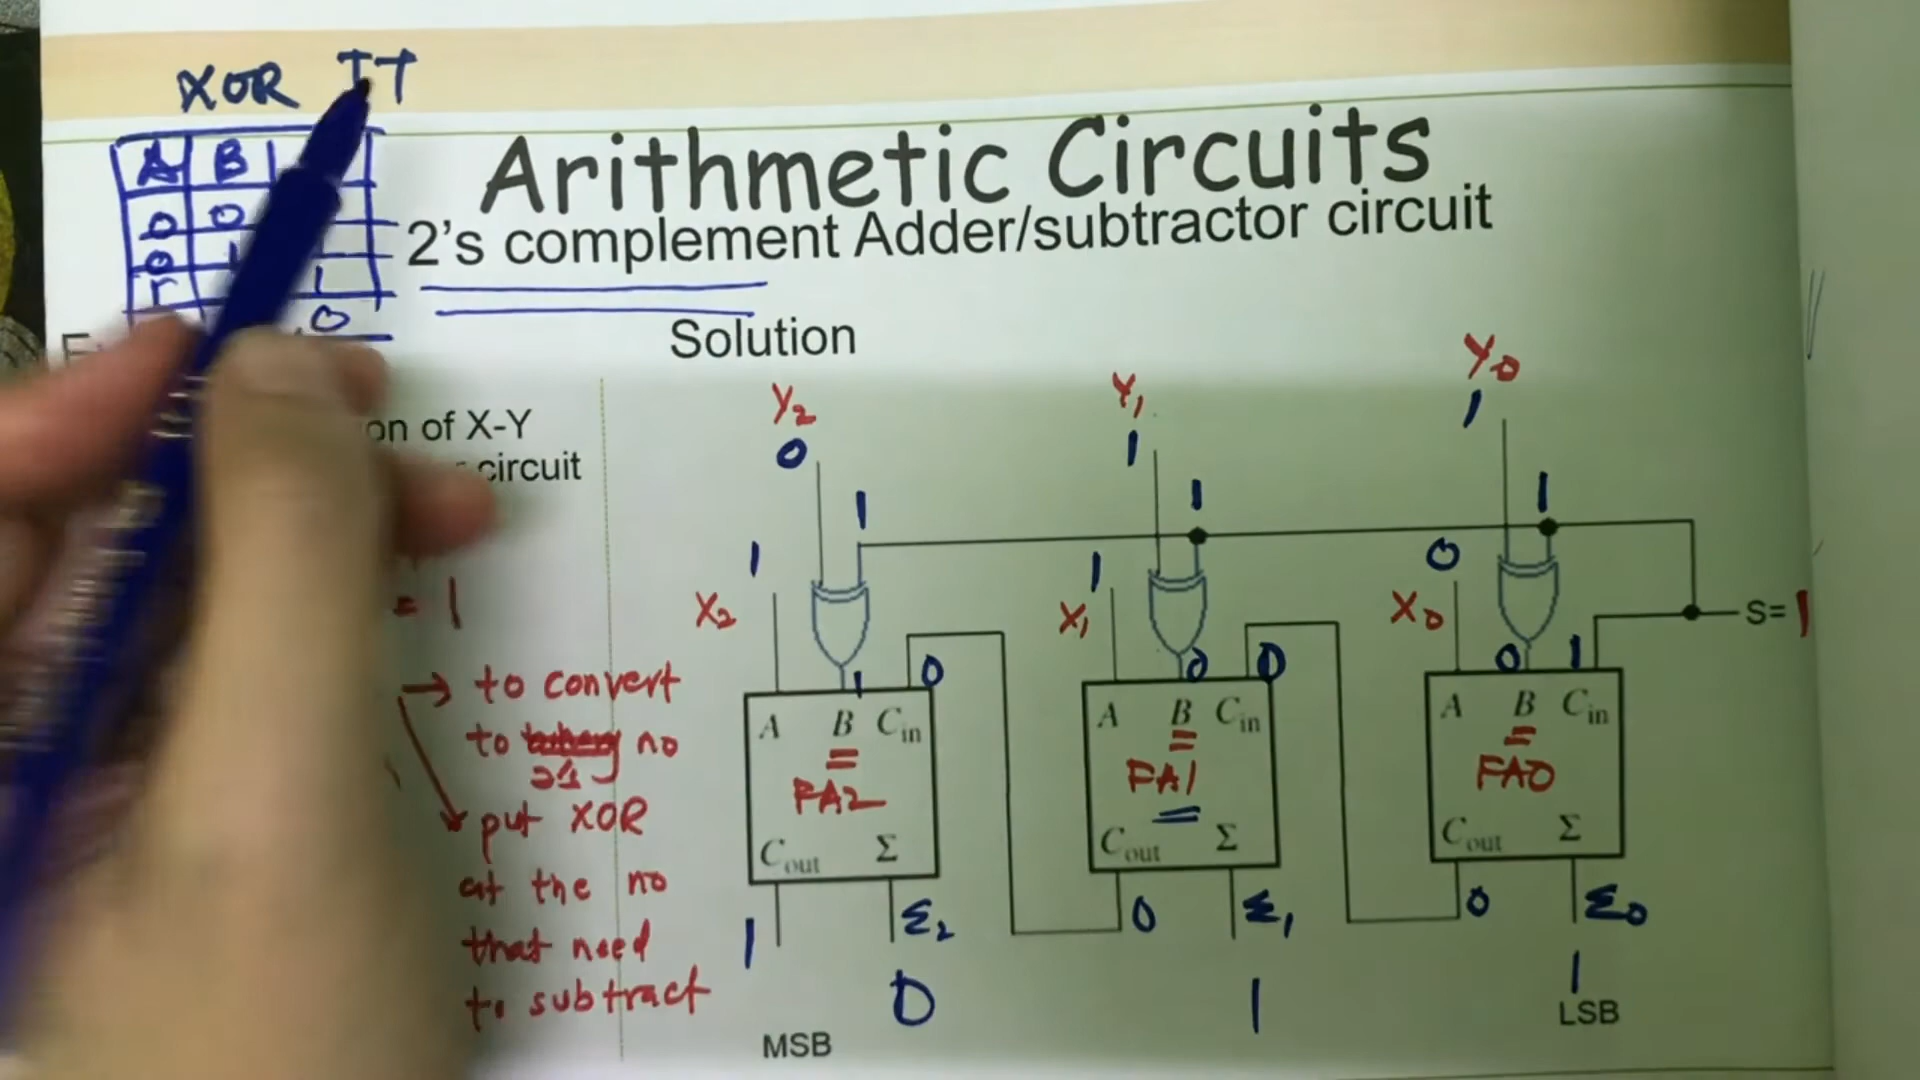 XOR TT
A B
0 0
0 1
1 1
0
Arithmetic Circuits
2's complement Adder/subtractor circuit
Solution
on of X-Y
circuit
= 1
→ to convert
to no
put XOR
at the no
that need
to subtract
Y2 Y1 Y0
0 1 1
1 1 1
1 1 0
X2 X1 X0 S= 1
1 0 0 0 0 1
A B Cin A B Cin A B Cin
FA2 FA1 FA0
Cout Σ Cout Σ Cout Σ
1 Σ2 0 Σ1 0 Σ0
0 1 1
MSB LSB